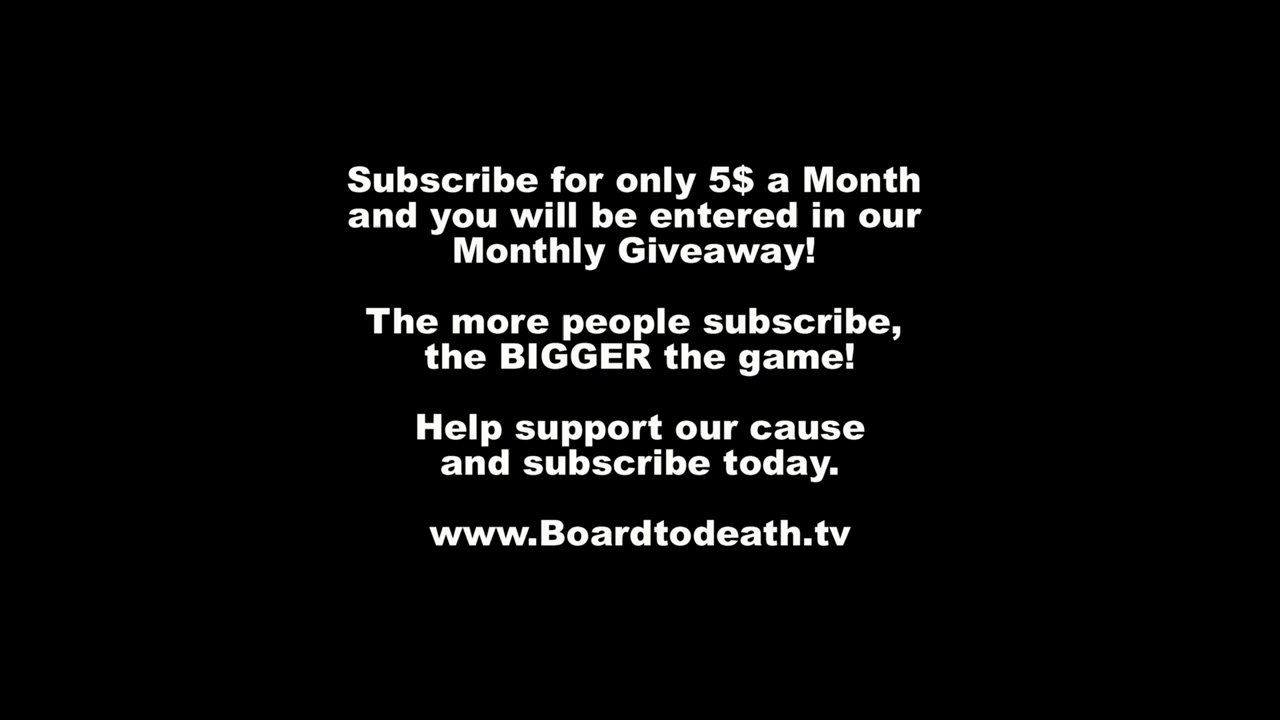 Subscribe for only 5$ a Month
and you will be entered in our
Monthly Giveaway!
The more people subscribe,
the BIGGER the game!
Help support our cause
and subscribe today.
www.Boardtodeath.tv